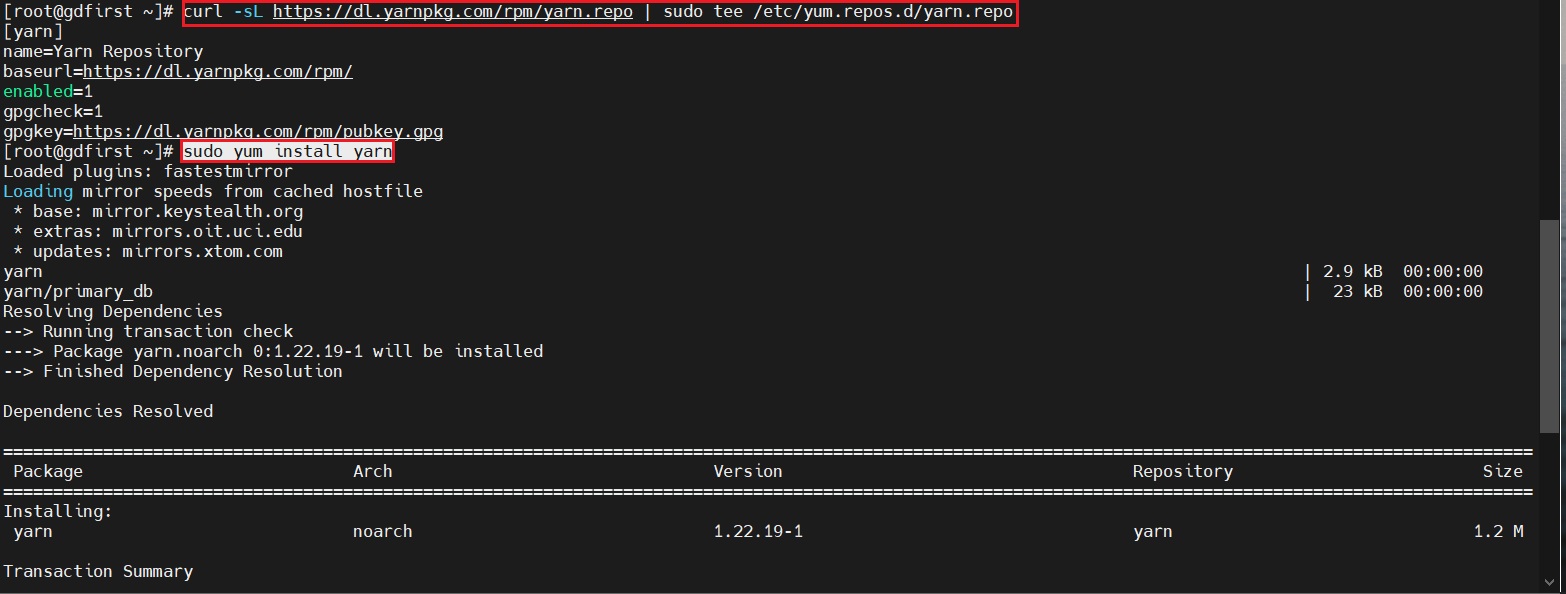 [root@gdfirst ~]# curl -sL https://dl.yarnpkg.com/rpm/yarn.repo | sudo tee /etc/yum.repos.d/yarn.repo
[yarn]
name=Yarn Repository
baseurl=https://dl.yarnpkg.com/rpm/
enabled=1
gpgcheck=1
gpgkey=https://dl.yarnpkg.com/rpm/pubkey.gpg
[root@gdfirst ~]# sudo yum install yarn
Loaded plugins: fastestmirror
Loading mirror speeds from cached hostfile
 * base: mirror.keystealth.org
 * extras: mirrors.oit.uci.edu
 * updates: mirrors.xtom.com
yarn | 2.9 kB 00:00:00
yarn/primary_db | 23 kB 00:00:00
Resolving Dependencies
--> Running transaction check
---> Package yarn.noarch 0:1.22.19-1 will be installed
--> Finished Dependency Resolution
Dependencies Resolved
================================================================================
Package Arch Version Repository Size
================================================================================
Installing:
 yarn noarch 1.22.19-1 yarn 1.2 M
Transaction Summary